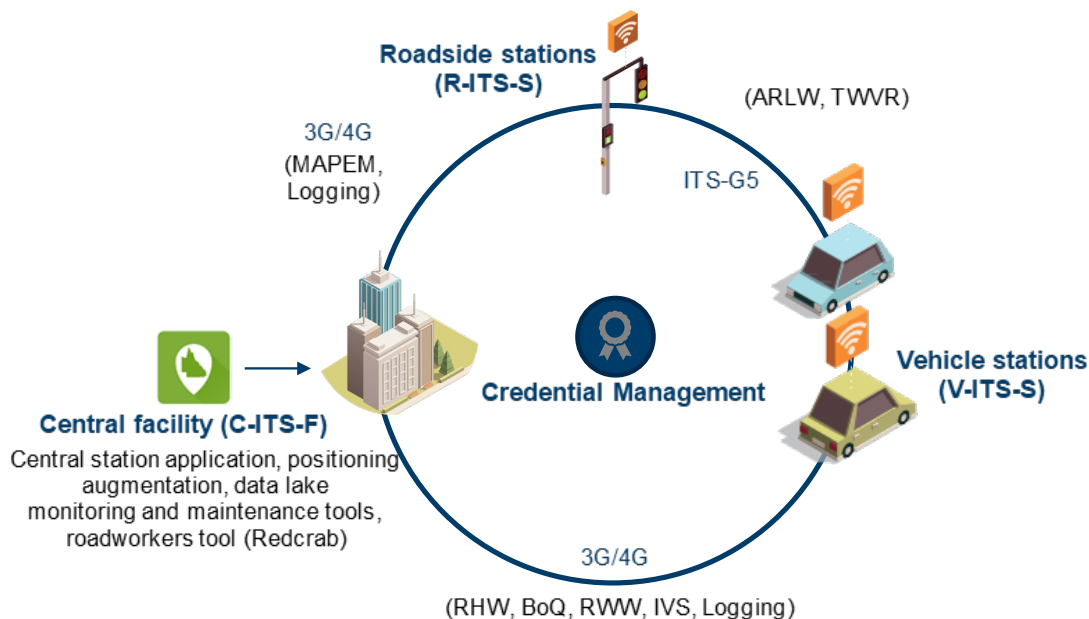 Roadside stations
(R-ITS-S)
(ARLW, TWVR)
3G/4G
(MAPEM,
Logging)
ITS-G5
Credential Management
Vehicle stations
(V-ITS-S)
Central facility (C-ITS-F)
Central station application, positioning
augmentation, data lake
monitoring and maintenance tools,
roadworkers tool (Redcrab)
3G/4G
(RHW, BoQ, RWW, IVS, Logging)